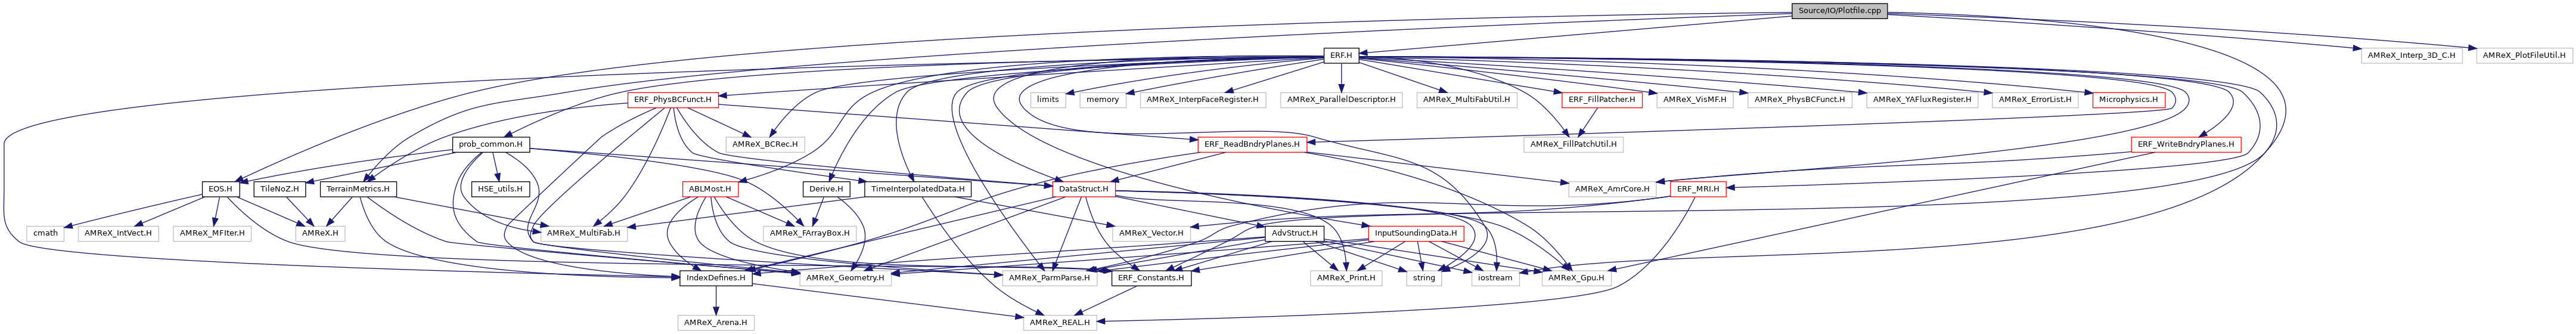 Source/IO/Plotfile.cpp
ERF.H
AMReX_Interp_3D_C.H
AMReX_PlotFileUtil.H
ERF_PhysBCFunct.H
limits
memory
AMReX_InterpFaceRegister.H
AMReX_ParallelDescriptor.H
AMReX_MultiFabUtil.H
ERF_FillPatcher.H
AMReX_VisMF.H
AMReX_PhysBCFunct.H
AMReX_YAFluxRegister.H
AMReX_ErrorList.H
Microphysics.H
prob_common.H
AMReX_BCRec.H
ERF_ReadBndryPlanes.H
AMReX_FillPatchUtil.H
ERF_WriteBndryPlanes.H
EOS.H
TileNoZ.H
TerrainMetrics.H
HSE_utils.H
ABLMost.H
Derive.H
TimeInterpolatedData.H
DataStruct.H
AMReX_AmrCore.H
ERF_MRI.H
cmath
AMReX_IntVect.H
AMReX_MFIter.H
AMReX.H
AMReX_MultiFab.H
AMReX_FArrayBox.H
AMReX_Vector.H
AdvStruct.H
InputSoundingData.H
IndexDefines.H
AMReX_Geometry.H
AMReX_ParmParse.H
ERF_Constants.H
AMReX_Print.H
string
iostream
AMReX_Gpu.H
AMReX_Arena.H
AMReX_REAL.H